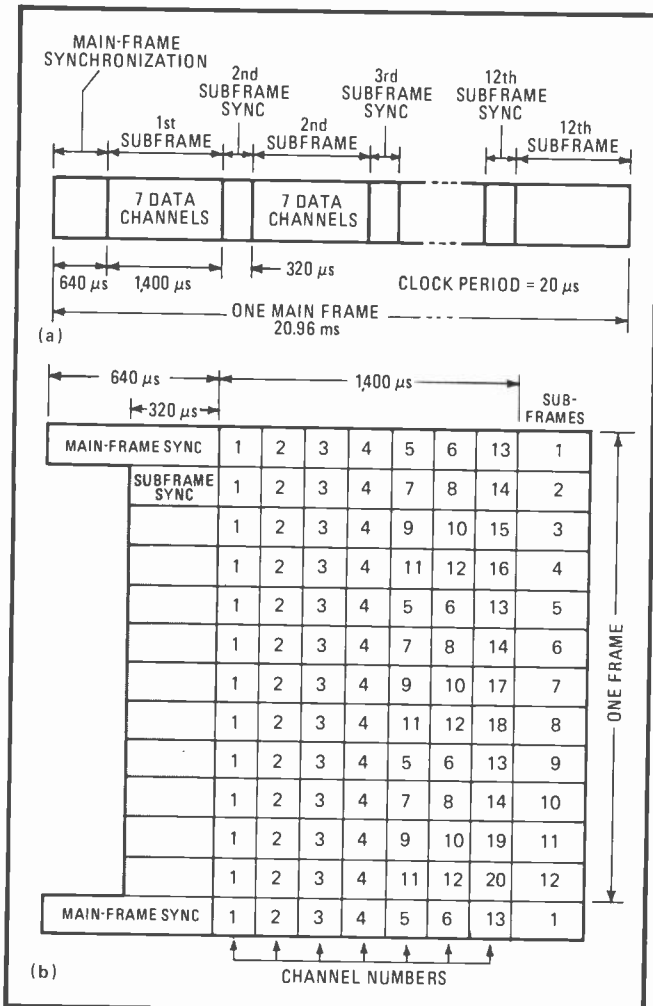 MAIN-FRAME
SYNCHRONIZATION
1st
SUBFRAME
2nd
SUBFRAME
SYNC
2nd
SUBFRAME
3rd
SUBFRAME
SYNC
12th
SUBFRAME
SYNC
12th
SUBFRAME
7 DATA
CHANNELS
7 DATA
CHANNELS
640 µs
1,400 µs
320 µs
CLOCK PERIOD = 20 µs
ONE MAIN FRAME
20.96 ms
(a)
640 µs
1,400 µs
320 µs
SUB-
FRAMES
MAIN-FRAME SYNC 1 2 3 4 5 6 13 1
SUBFRAME
SYNC
1 2 3 4 7 8 14 2
1 2 3 4 9 10 15 3
1 2 3 4 11 12 16 4
1 2 3 4 5 6 13 5
1 2 3 4 7 8 14 6
1 2 3 4 9 10 17 7
1 2 3 4 11 12 18 8
1 2 3 4 5 6 13 9
1 2 3 4 7 8 14 10
1 2 3 4 9 10 19 11
1 2 3 4 11 12 20 12
MAIN-FRAME SYNC 1 2 3 4 5 6 13 1
ONE FRAME
(b)
CHANNEL NUMBERS